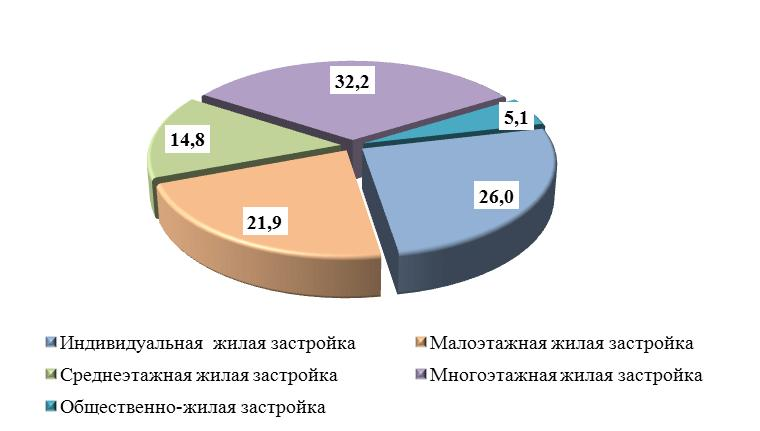 32,2
5,1
14,8
26,0
21,9
Индивидуальная жилая застройка
Малоэтажная жилая застройка
Среднеэтажная жилая застройка
Многоэтажная жилая застройка
Общественно-жилая застройка